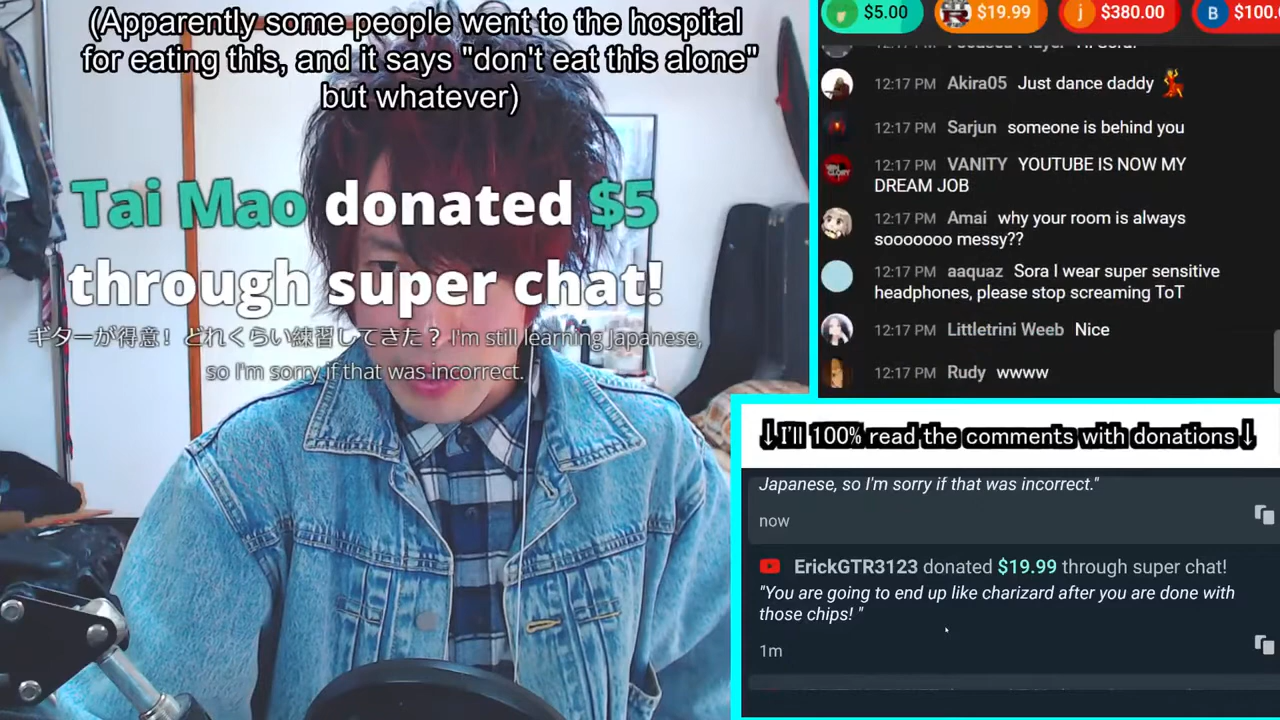 (Apparently some people went to the hospital
for eating this, and it says "don't eat this alone"
but whatever)
Tai Mao donated $5
through super chat!
ギターが得意！どれくらい練習してきた？ I'm still learning Japanese,
so I'm sorry if that was incorrect.
$5.00
$19.99
j $380.00
B $100.
12:17 PM Akira05 Just dance daddy
12:17 PM Sarjun someone is behind you
12:17 PM VANITY YOUTUBE IS NOW MY
DREAM JOB
12:17 PM Amai why your room is always
sooooooo messy??
12:17 PM aaquaz Sora I wear super sensitive
headphones, please stop screaming ToT
12:17 PM Littletrini Weeb Nice
12:17 PM Rudy wwww
↓I'll 100% read the comments with donations↓
Japanese, so I'm sorry if that was incorrect."
now
ErickGTR3123 donated $19.99 through super chat!
"You are going to end up like charizard after you are done with
those chips! "
1m